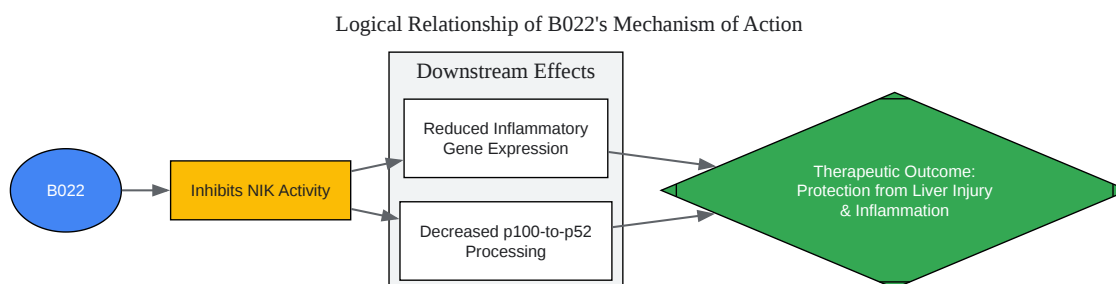 Logical Relationship of B022's Mechanism of Action
Downstream Effects
B022
Inhibits NIK Activity
Reduced Inflammatory
Gene Expression
Decreased p100-to-p52
Processing
Therapeutic Outcome:
Protection from Liver Injury
& Inflammation